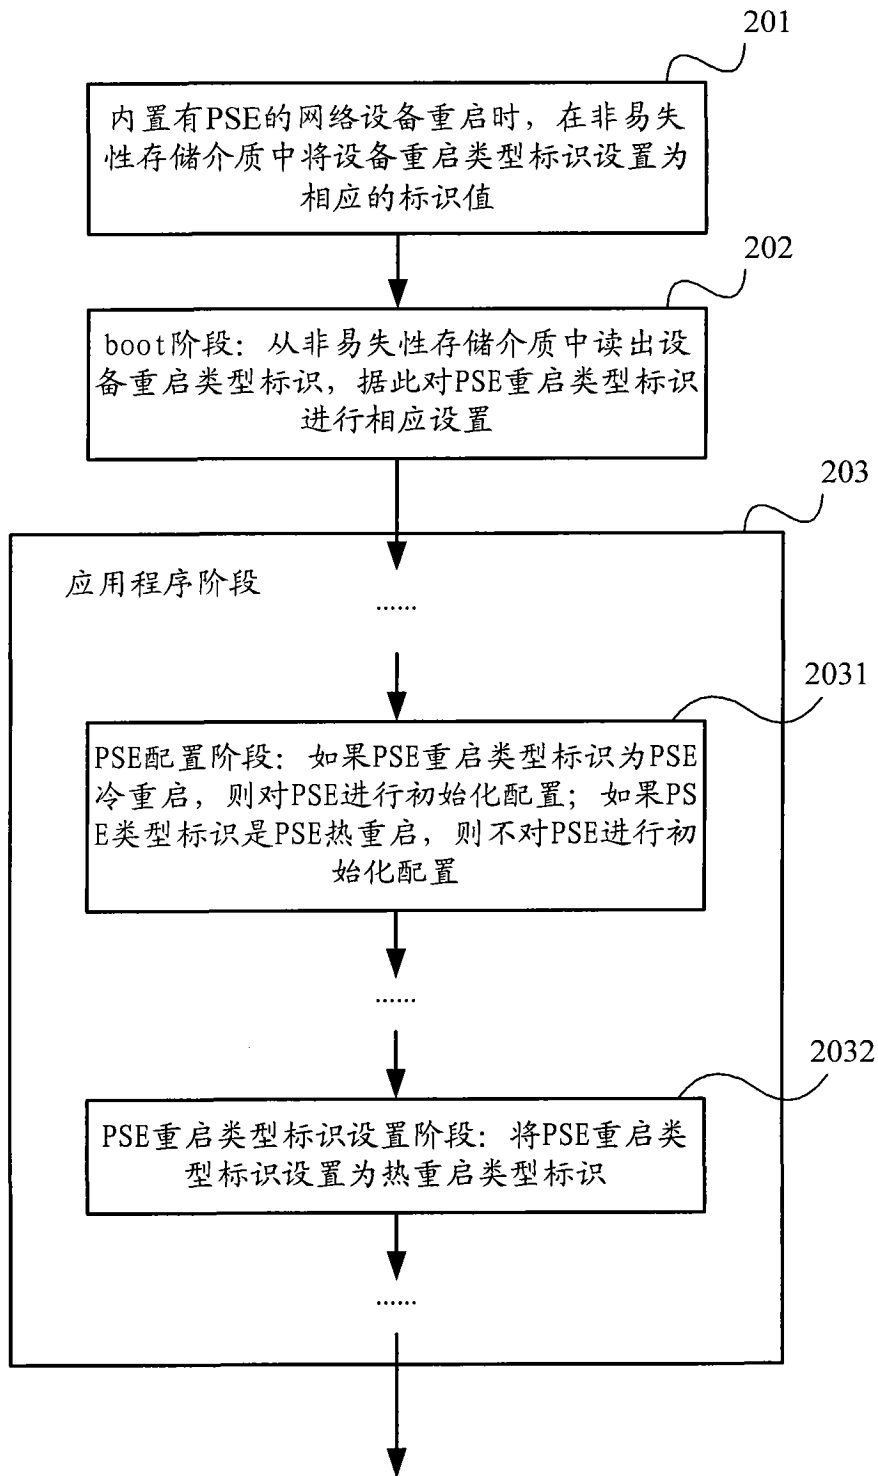 201
内置有PSE的网络设备重启时，在非易失
性存储介质中将设备重启类型标识设置为
相应的标识值
202
boot阶段：从非易失性存储介质中读出设
备重启类型标识，据此对PSE重启类型标识
进行相应设置
203
应用程序阶段
......
2031
PSE配置阶段：如果PSE重启类型标识为PSE
冷重启，则对PSE进行初始化配置；如果PS
E类型标识是PSE热重启，则不对PSE进行初
始化配置
......
2032
PSE重启类型标识设置阶段：将PSE重启类
型标识设置为热重启类型标识
......